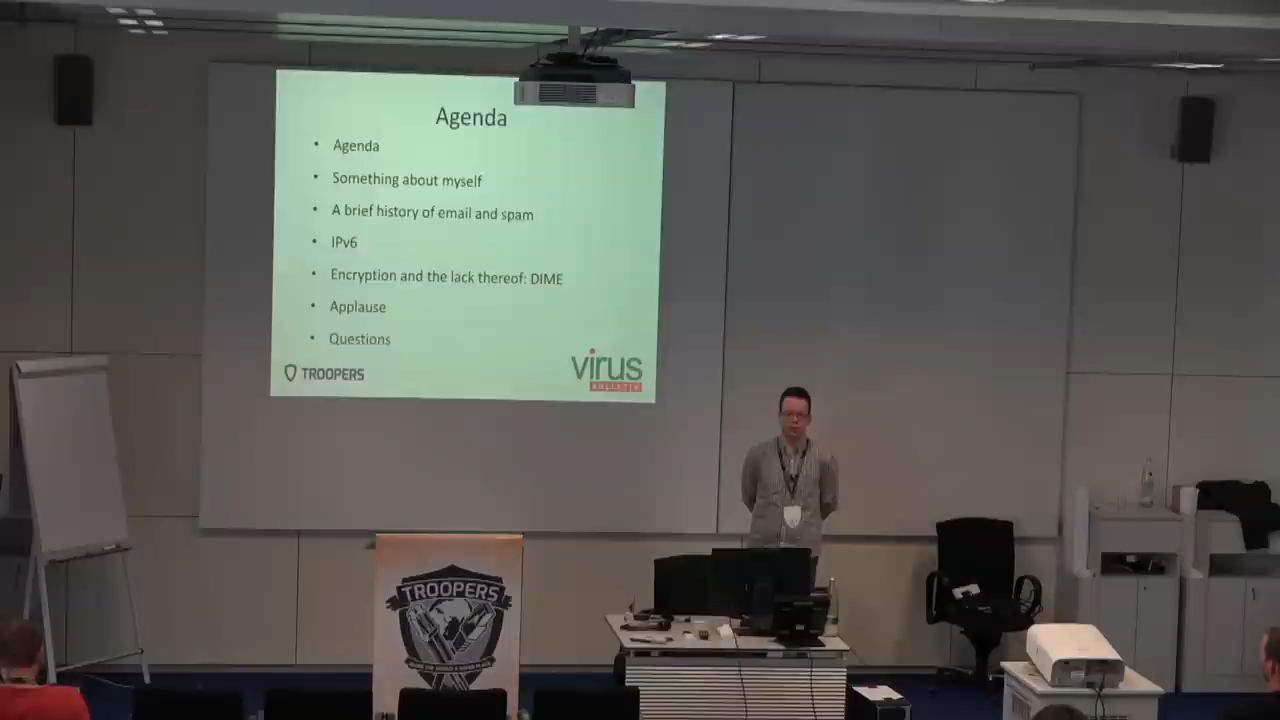 Agenda
• Agenda
• Something about myself
• A brief history of email and spam
• IPv6
• Encryption and the lack thereof: DIME
• Applause
• Questions
TROOPERS
virus
BULLETIN
TROOPERS